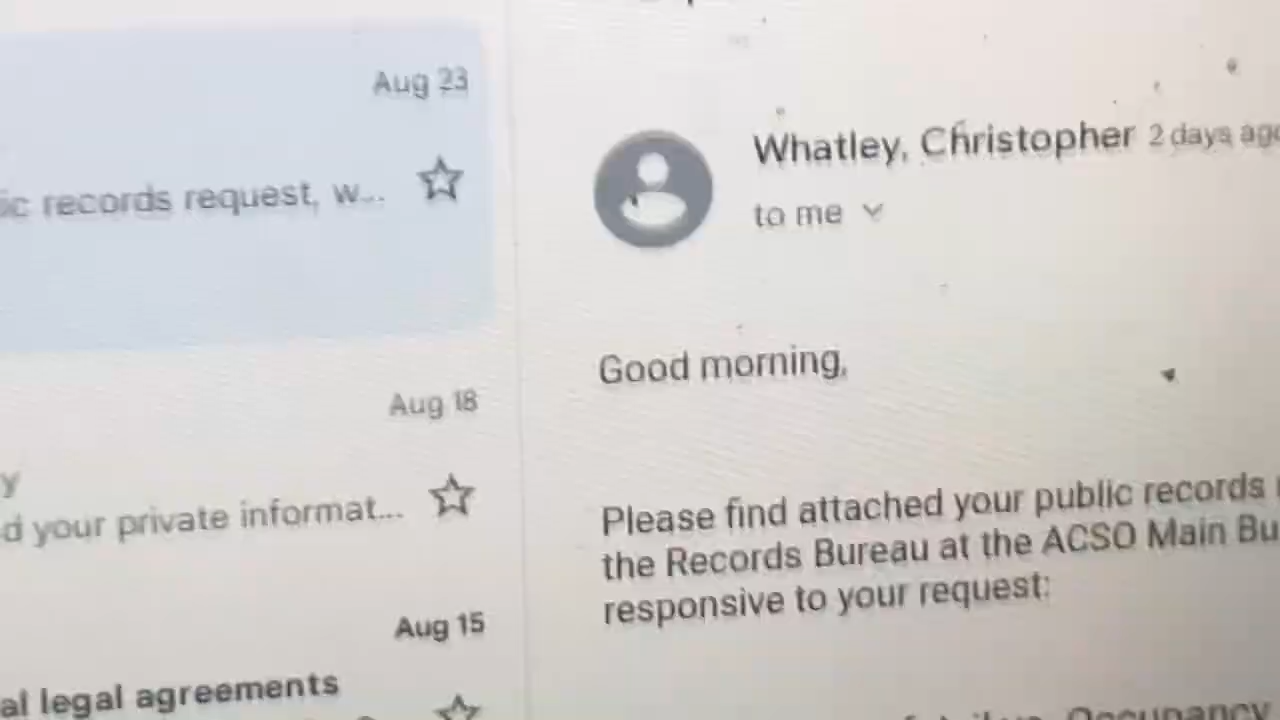 Aug 23
ic records request, w...
Aug 18
y
d your private informat...
Aug 15
al legal agreements
Whatley, Christopher 2 days ago
to me
Good morning,
Please find attached your public records
the Records Bureau at the ACSO Main Bu
responsive to your request:
Occupancy